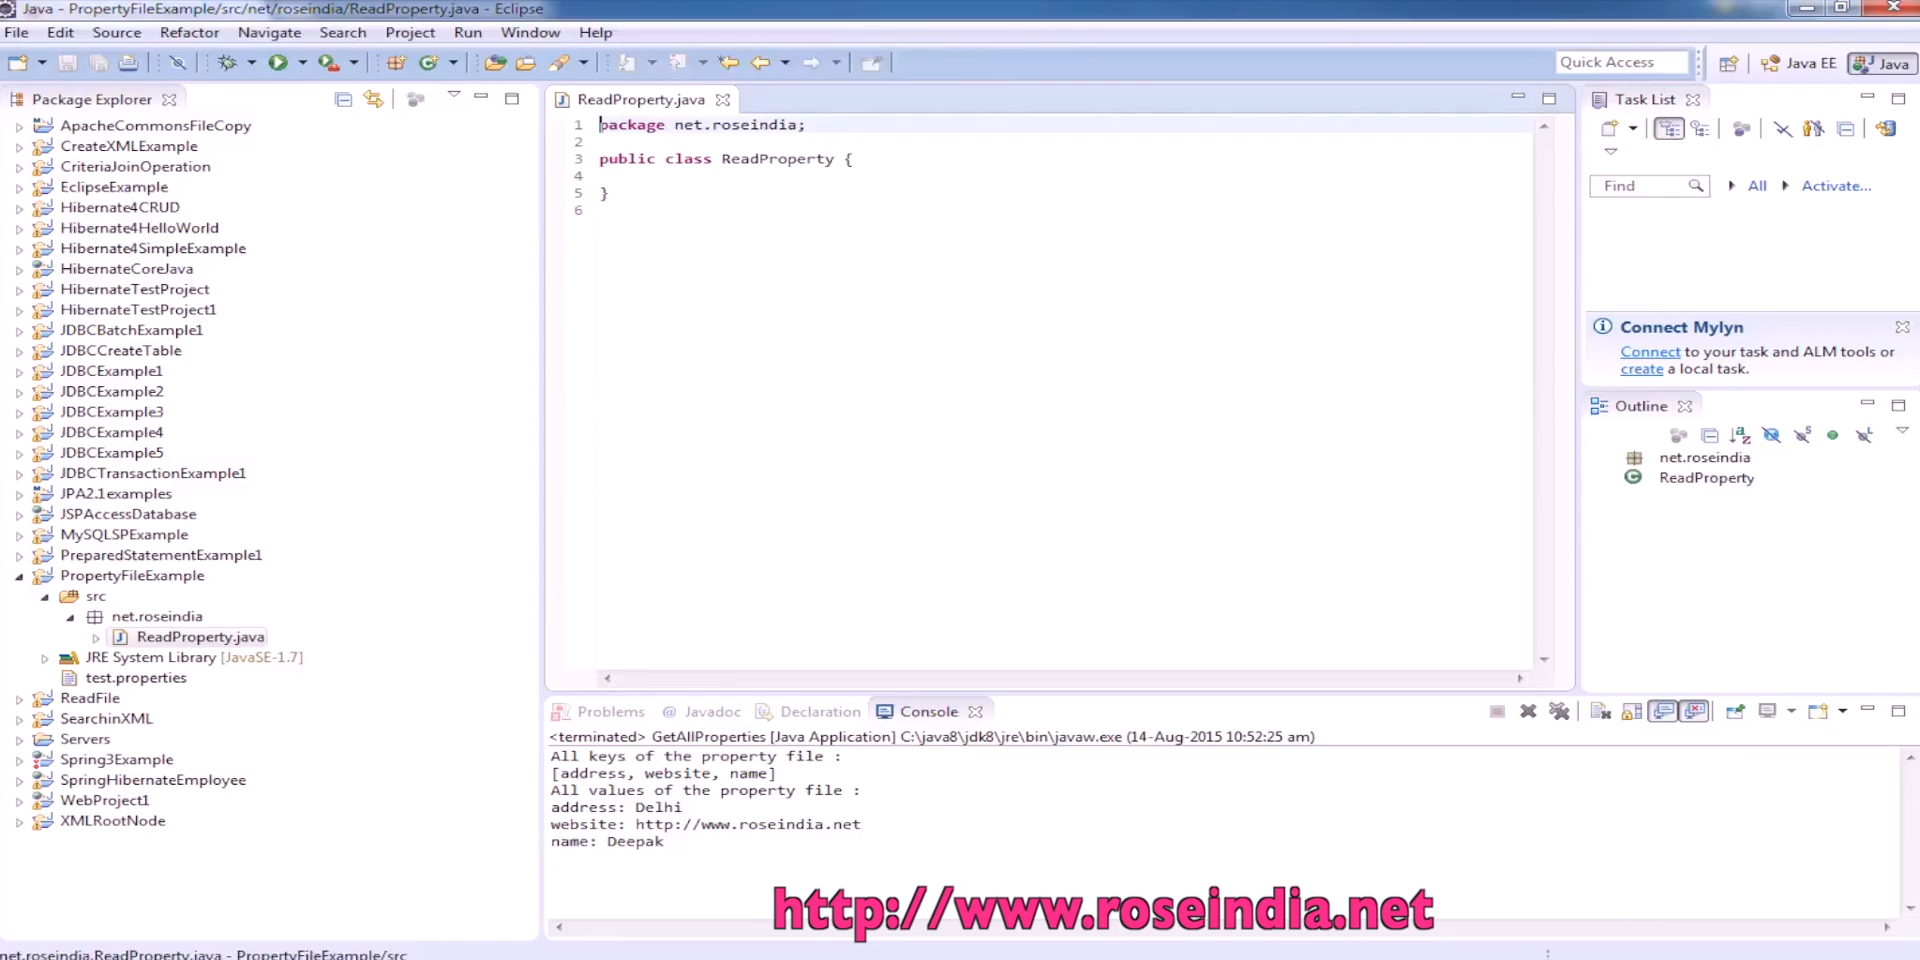 Java - PropertyFileExample/src/net/roseindia/ReadProperty.java - Eclipse
File Edit Source Refactor Navigate Search Project Run Window Help
Quick Access Java EE Java
Package Explorer
ApacheCommonsFileCopy
CreateXMLExample
CriteriaJoinOperation
EclipseExample
Hibernate4CRUD
Hibernate4HelloWorld
Hibernate4SimpleExample
HibernateCoreJava
HibernateTestProject
HibernateTestProject1
JDBCBatchExample1
JDBCCreateTable
JDBCExample1
JDBCExample2
JDBCExample3
JDBCExample4
JDBCExample5
JDBCTransactionExample1
JPA2.1examples
JSPAccessDatabase
MySQLSPExample
PreparedStatementExample1
PropertyFileExample
src
net.roseindia
ReadProperty.java
JRE System Library [JavaSE-1.7]
test.properties
ReadFile
SearchinXML
Servers
Spring3Example
SpringHibernateEmployee
WebProject1
XMLRootNode
ReadProperty.java
1 package net.roseindia;
2
3 public class ReadProperty {
4
5 }
6
Task List
Find All Activate...
Connect Mylyn
Connect to your task and ALM tools or
create a local task.
Outline
net.roseindia
ReadProperty
Problems @ Javadoc Declaration Console
<terminated> GetAllProperties [Java Application] C:\java8\jdk8\jre\bin\javaw.exe (14-Aug-2015 10:52:25 am)
All keys of the property file :
[address, website, name]
All values of the property file :
address: Delhi
website: http://www.roseindia.net
name: Deepak
http://www.roseindia.net
net.roseindia.ReadProperty.java - PropertyFileExample/src